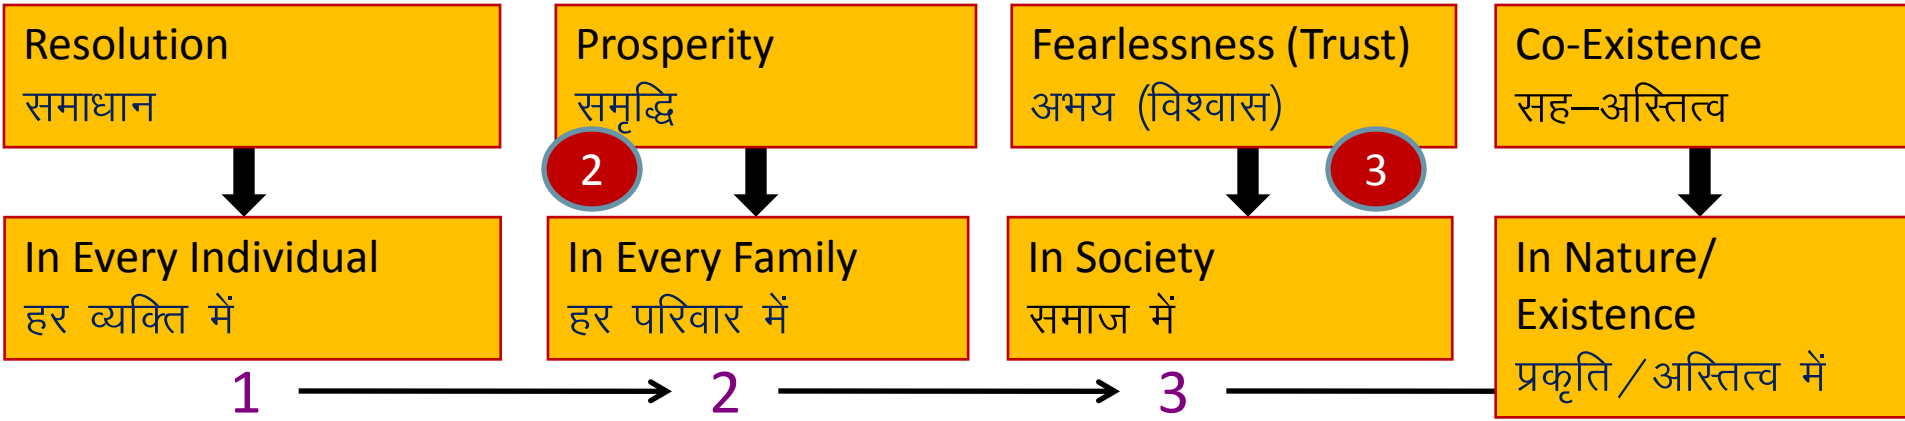 Resolution
समाधान
Prosperity
समृद्धि
Fearlessness (Trust)
अभय (विश्वास)
Co-Existence
सह–अस्तित्व
2
3
In Every Individual
हर व्यक्ति में
In Every Family
हर परिवार में
In Society
समाज में
In Nature/
Existence
प्रकृति/अस्तित्व में
1
2
3